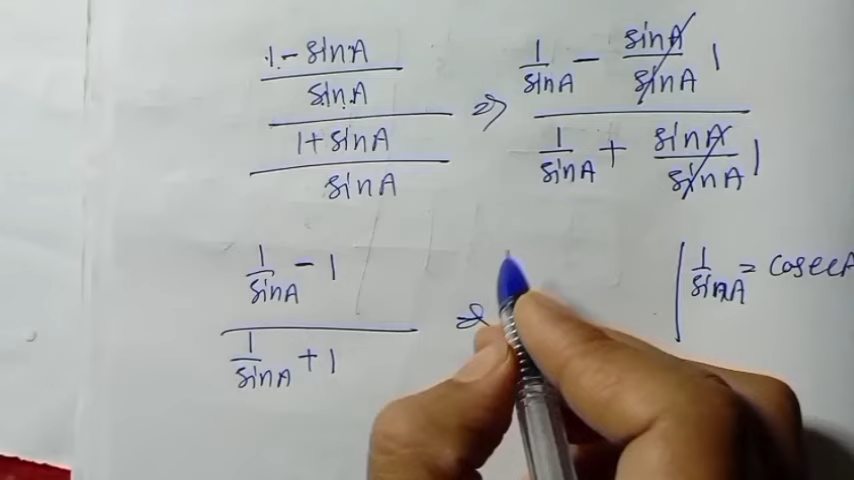 1 - sinA / sinA / 1 + sinA / sinA ⇒ 1/sinA - sinA/sinA 1 / 1/sinA + sinA/sinA 1
1/sinA - 1 / 1/sinA + 1
1/sinA = cosecA